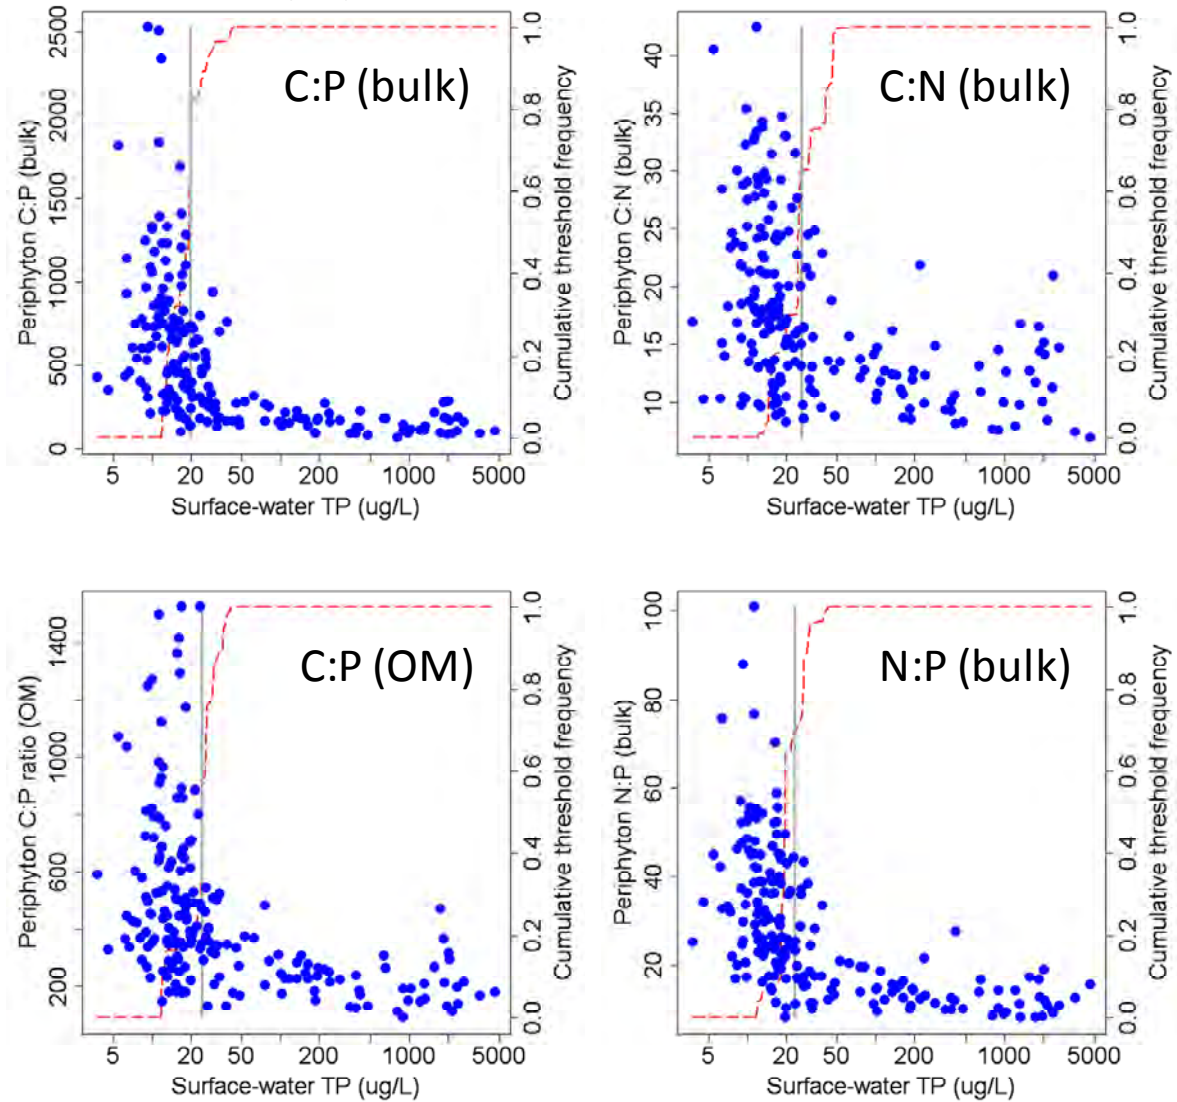 C:P (bulk)
Periphyton C:P (bulk)
0 500 1000 1500 2000 2500
Cumulative threshold frequency
0.0 0.2 0.4 0.6 0.8 1.0
5 20 50 200 1000 5000
Surface-water TP (ug/L)
C:N (bulk)
Periphyton C:N (bulk)
10 15 20 25 30 35 40
Cumulative threshold frequency
0.0 0.2 0.4 0.6 0.8 1.0
5 20 50 200 1000 5000
Surface-water TP (ug/L)
C:P (OM)
Periphyton C:P ratio (OM)
200 600 1000 1400
Cumulative threshold frequency
0.0 0.2 0.4 0.6 0.8 1.0
5 20 50 200 1000 5000
Surface-water TP (ug/L)
N:P (bulk)
Periphyton N:P (bulk)
20 40 60 80 100
Cumulative threshold frequency
0.0 0.2 0.4 0.6 0.8 1.0
5 20 50 200 1000 5000
Surface-water TP (ug/L)